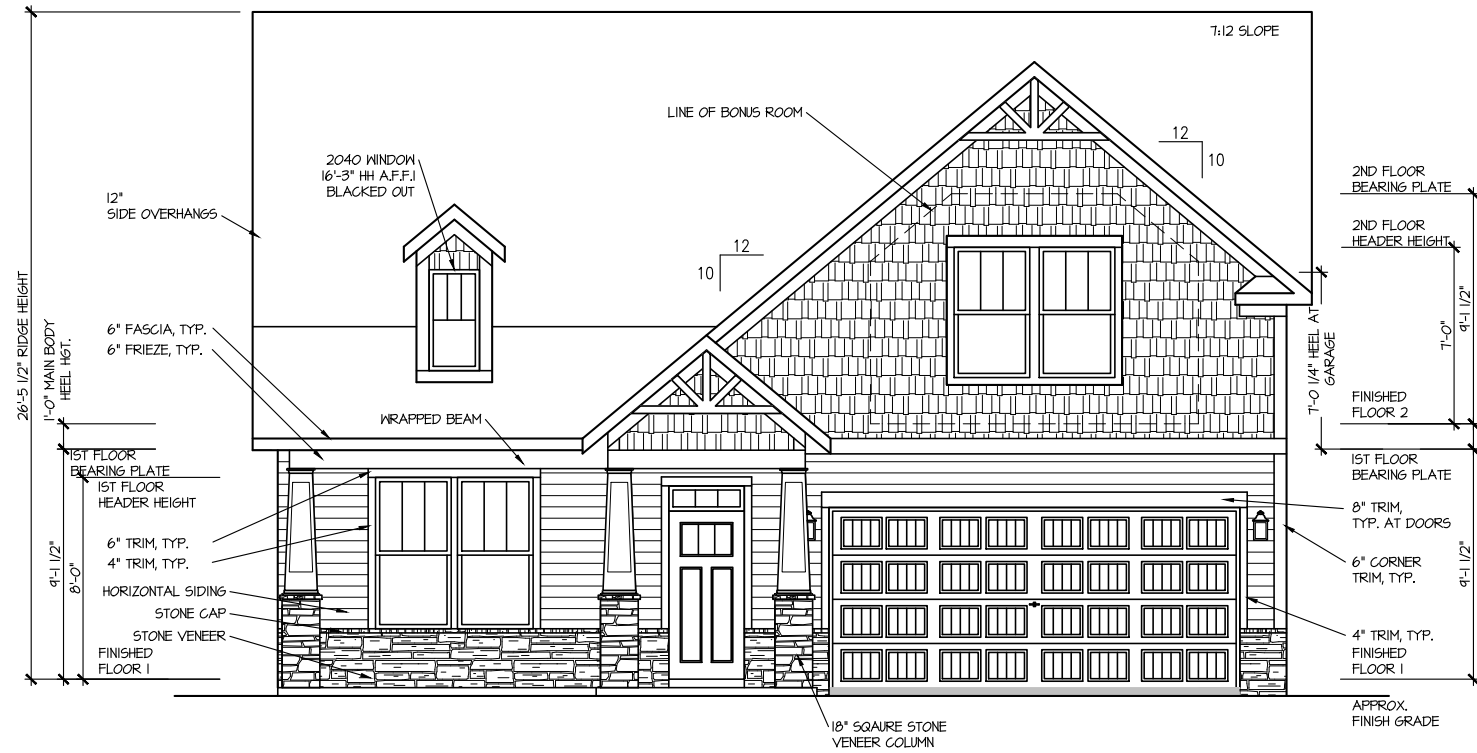 7:12 SLOPE
LINE OF BONUS ROOM
12
10
2040 WINDOW
16'-3" HH A.F.F.1
BLACKED OUT
12"
SIDE OVERHANGS
12
10
2ND FLOOR
BEARING PLATE
2ND FLOOR
HEADER HEIGHT
26'-5 1/2" RIDGE HEIGHT
1'-0" MAIN BODY
HEEL HGT.
6" FASCIA, TYP.
6" FRIEZE, TYP.
7'-0 1/4" HEEL AT
GARAGE
7'-0"
9'-1 1/2"
FINISHED
FLOOR 2
WRAPPED BEAM
1ST FLOOR
BEARING PLATE
1ST FLOOR
HEADER HEIGHT
1ST FLOOR
BEARING PLATE
8" TRIM,
TYP. AT DOORS
6" TRIM, TYP.
4" TRIM, TYP.
9'-1 1/2"
8'-0"
6" CORNER
TRIM, TYP.
9'-1 1/2"
HORIZONTAL SIDING
STONE CAP
STONE VENEER
FINISHED
FLOOR 1
4" TRIM, TYP.
FINISHED
FLOOR 1
APPROX.
FINISH GRADE
18" SQAURE STONE
VENEER COLUMN